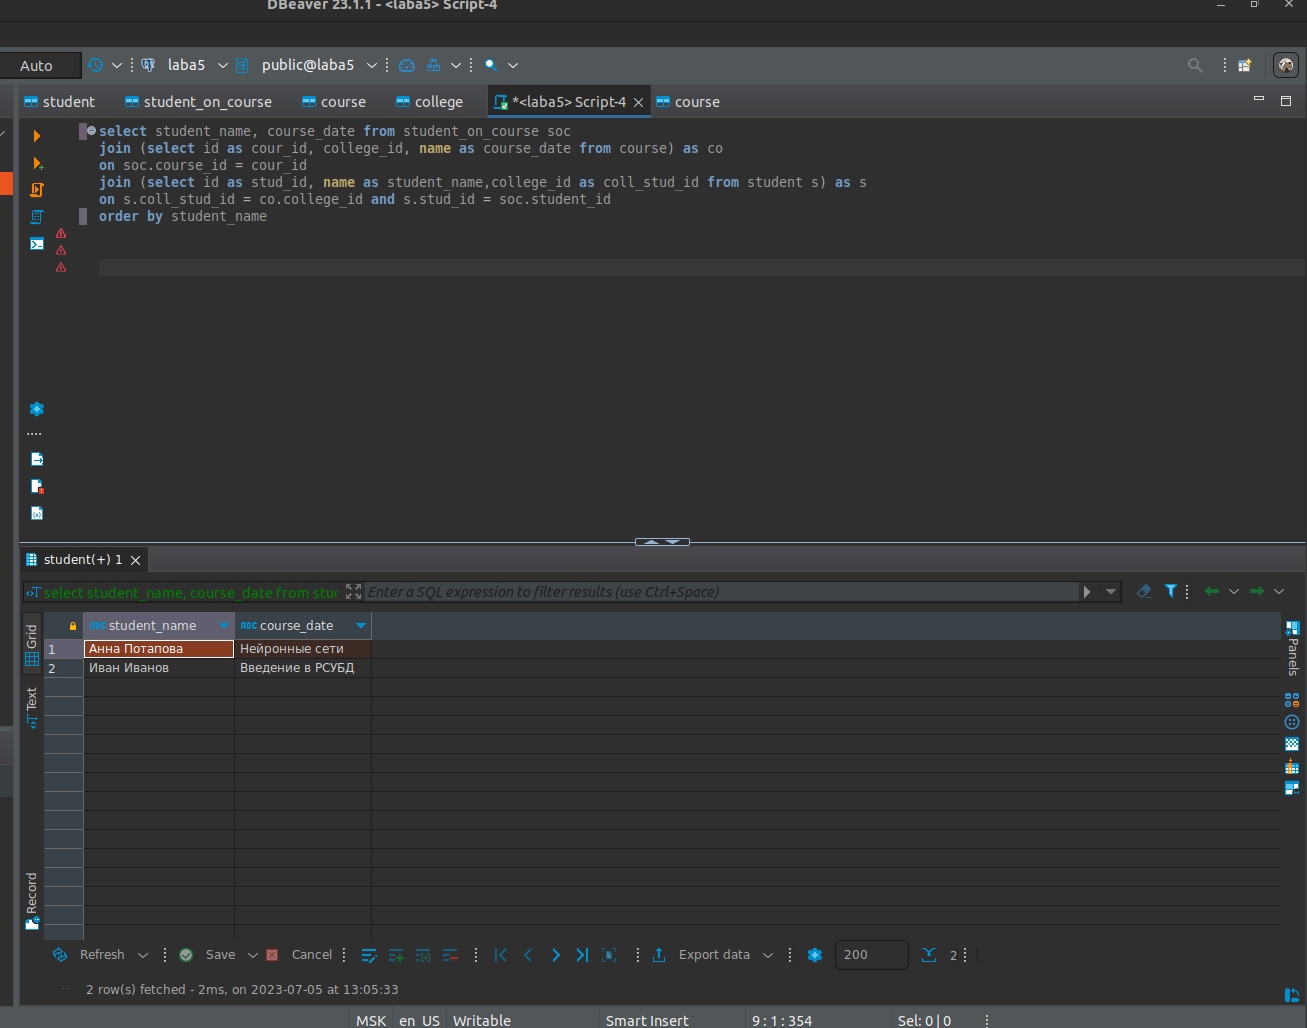 DBeaver 23.1.1 - <laba5> Script-4
Auto
laba5
public@laba5
student
student_on_course
course
college
*<laba5> Script-4
course
select student_name, course_date from student_on_course soc
join (select id as cour_id, college_id, name as course_date from course) as co
on soc.course_id = cour_id
join (select id as stud_id, name as student_name,college_id as coll_stud_id from student s) as s
on s.coll_stud_id = co.college_id and s.stud_id = soc.student_id
order by student_name
student(+) 1
select student_name, course_date from stud
Enter a SQL expression to filter results (use Ctrl+Space)
Grid
Text
Record
Panels
ABC student_name
ABC course_date
1 Анна Потапова Нейронные сети
2 Иван Иванов Введение в РСУБД
Refresh
Save
Cancel
Export data
200
2
2 row(s) fetched - 2ms, on 2023-07-05 at 13:05:33
MSK
en_US
Writable
Smart Insert
9 : 1 : 354
Sel: 0 | 0